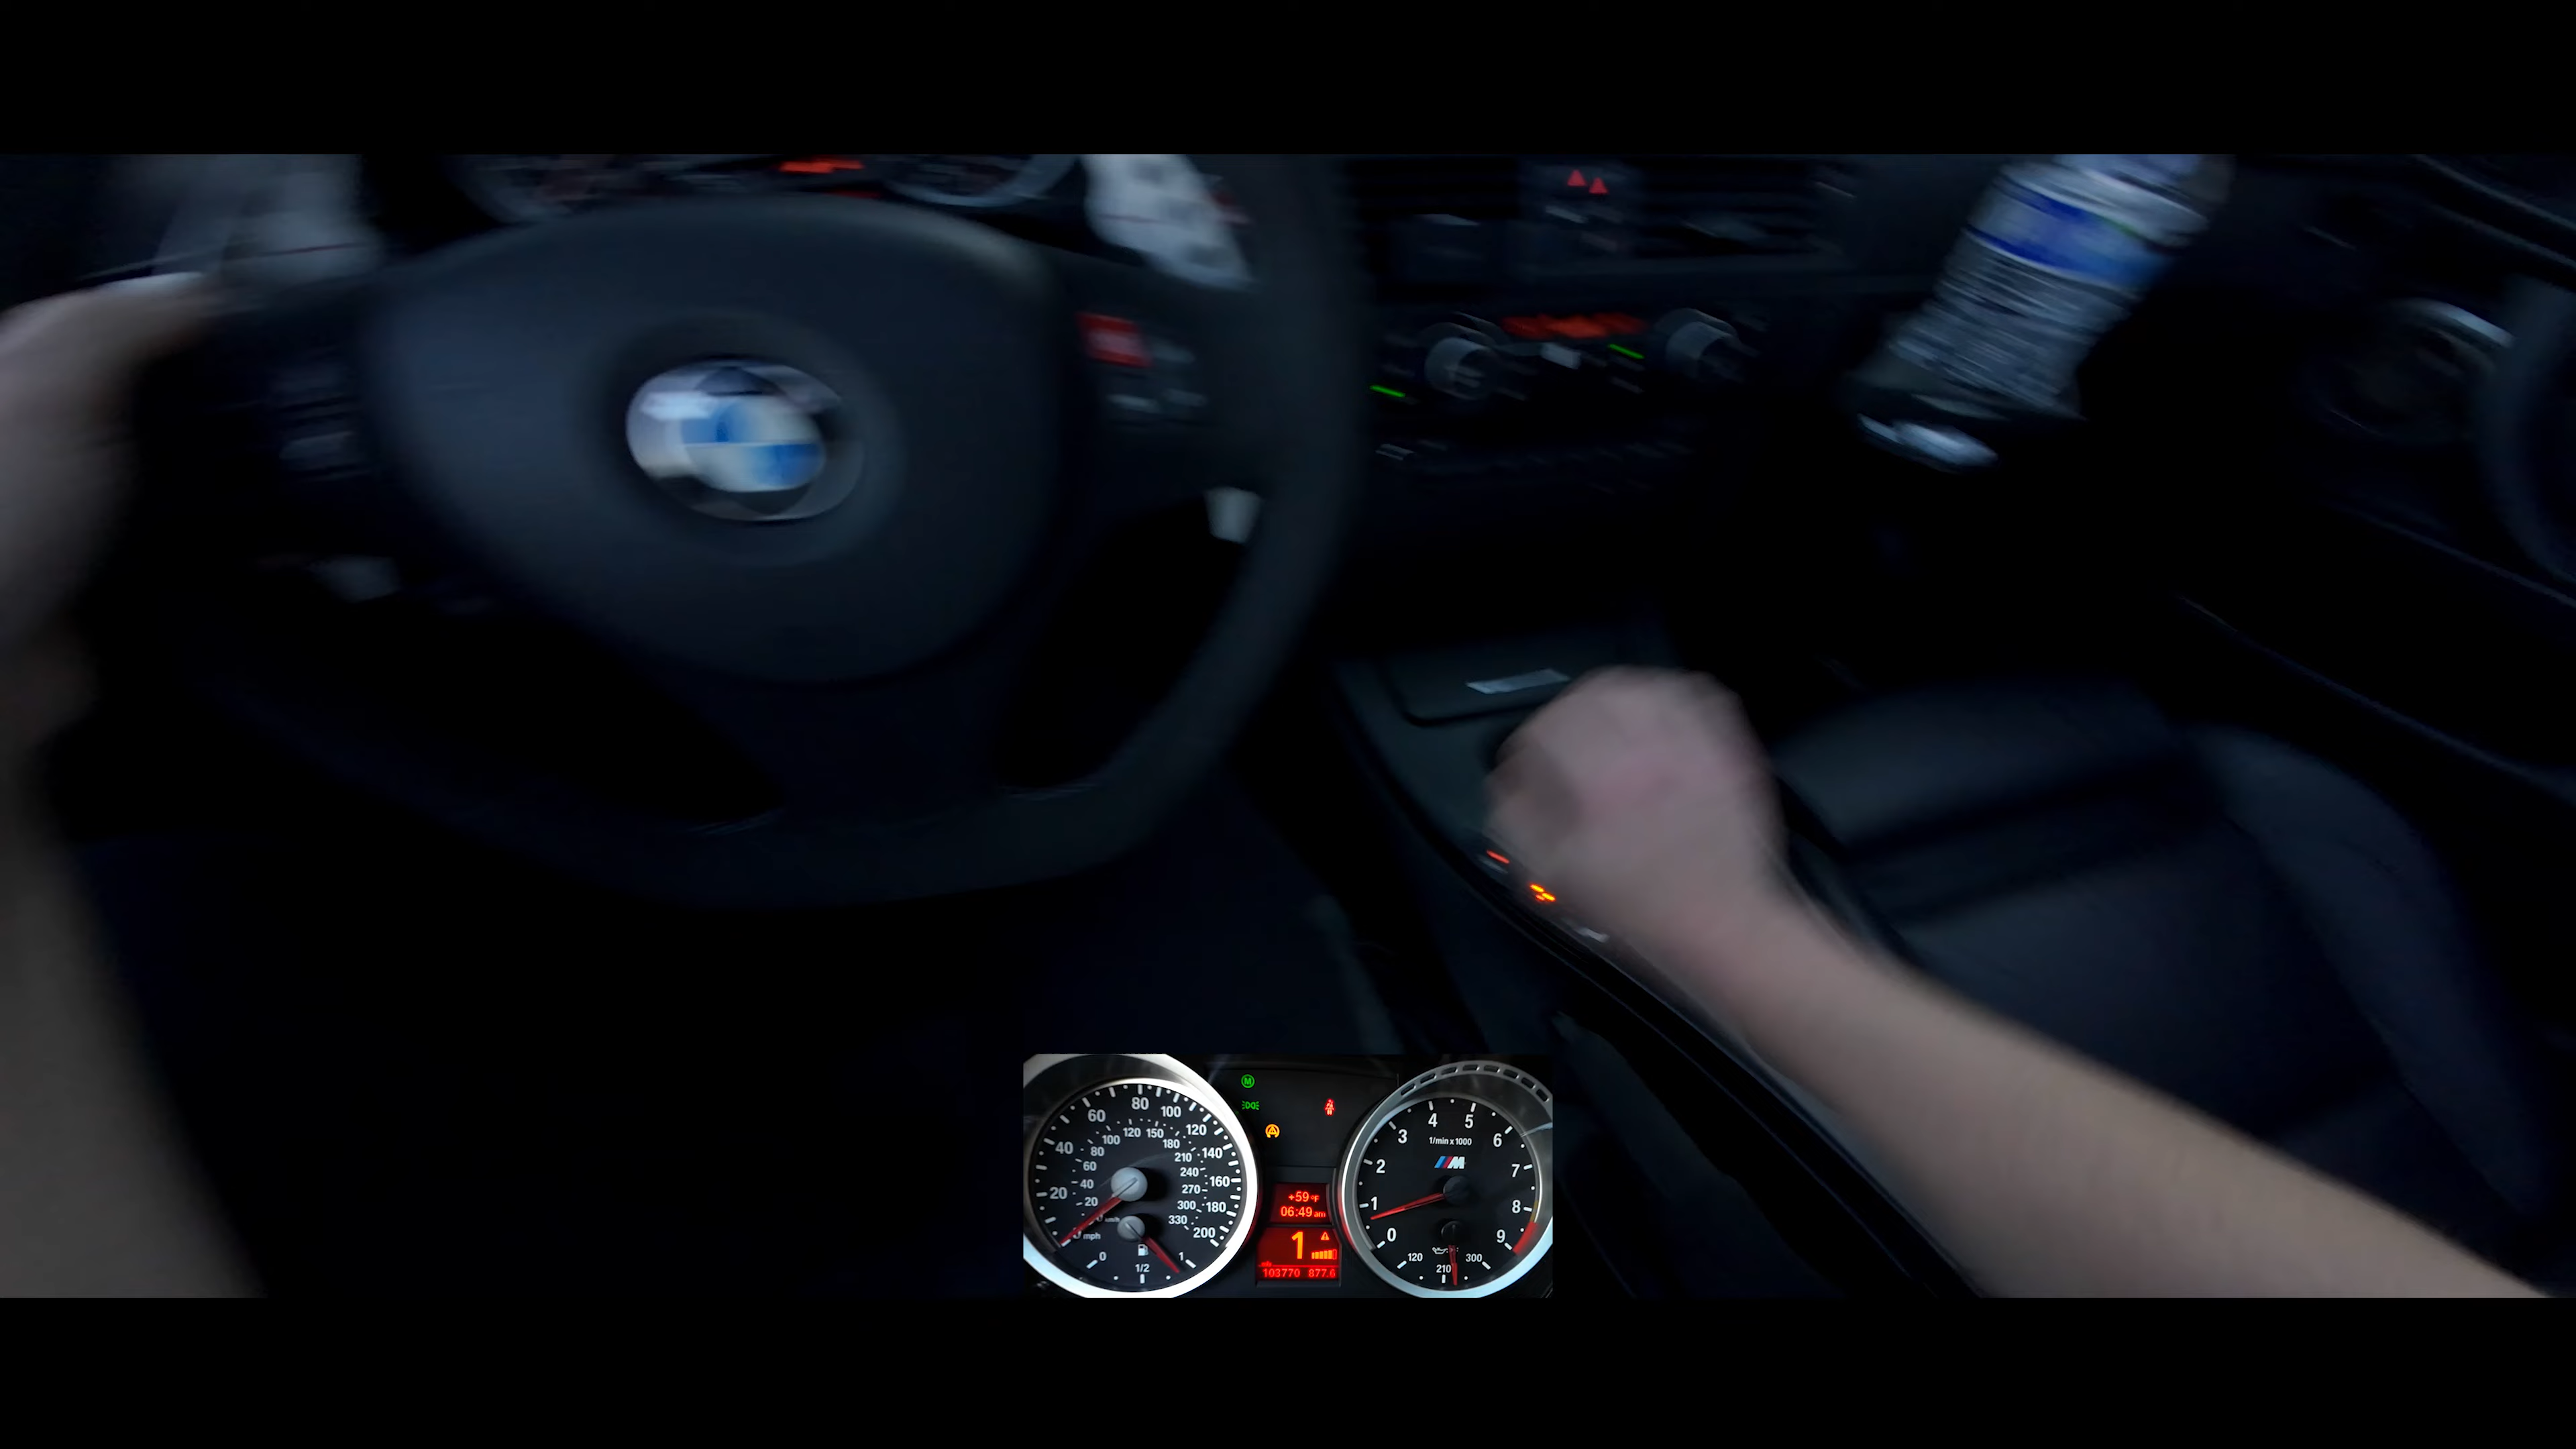 20 40 60 80 100 120 140 160 180 200
20 40 60 80 100 120 150 180 210 240 270 300 330
mph
0 1/2 1
M
+59°F
06:49am
1
103770 877.6
0 1 2 3 4 5 6 7 8 9
1/min x 1000
M
120 210 300